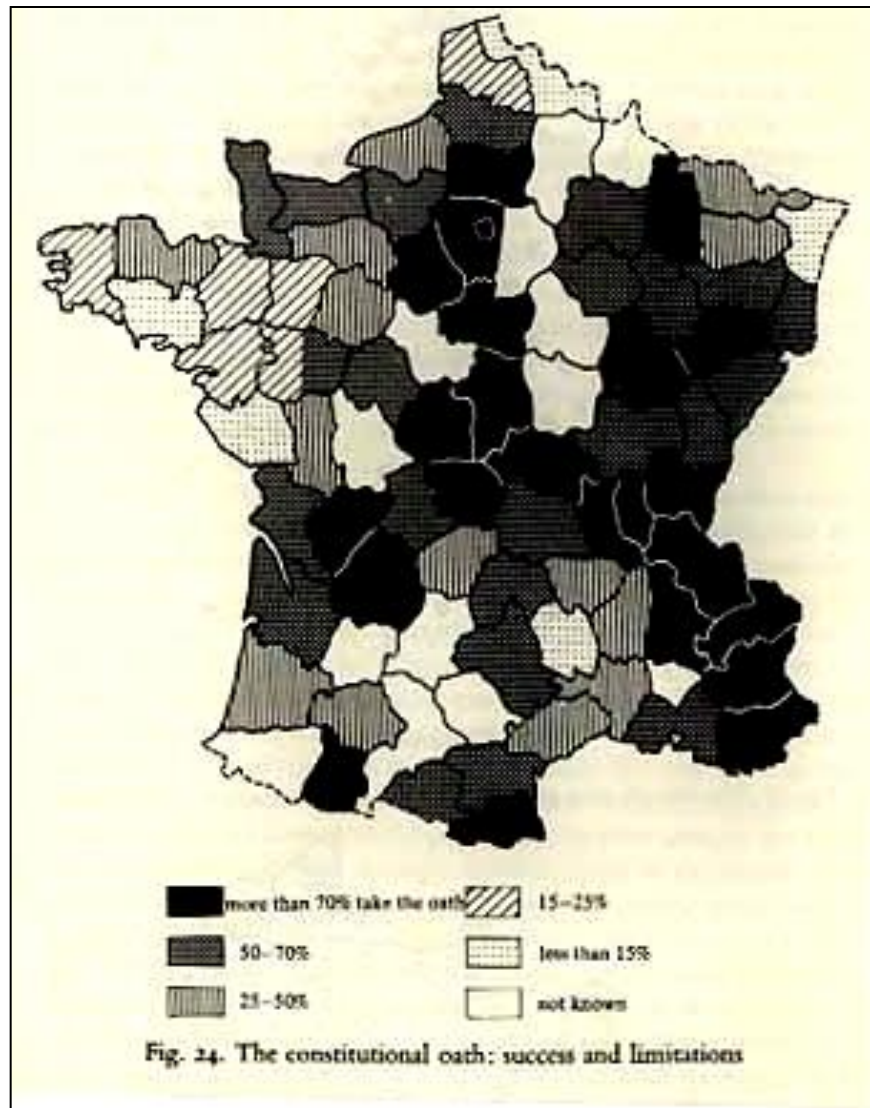 more than 70% take the oath
15–25%
50–70%
less than 15%
25–50%
not known
Fig. 24. The constitutional oath: success and limitations